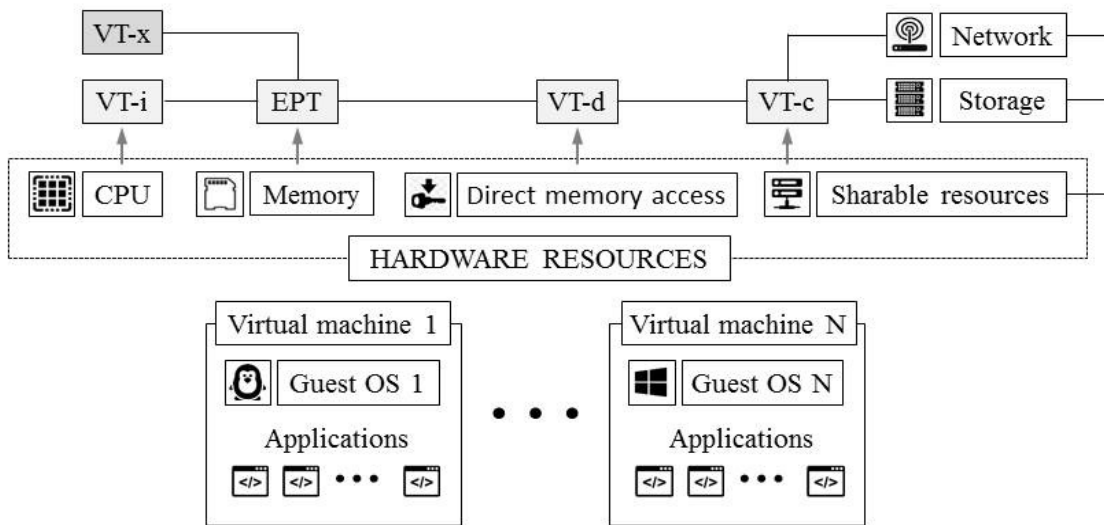 VT-x
Network
VT-i
EPT
VT-d
VT-c
Storage
CPU
Memory
Direct memory access
Sharable resources
HARDWARE RESOURCES
Virtual machine 1
Virtual machine N
Guest OS 1
Guest OS N
Applications
Applications
</>
</>
</>
</>
</>
</>